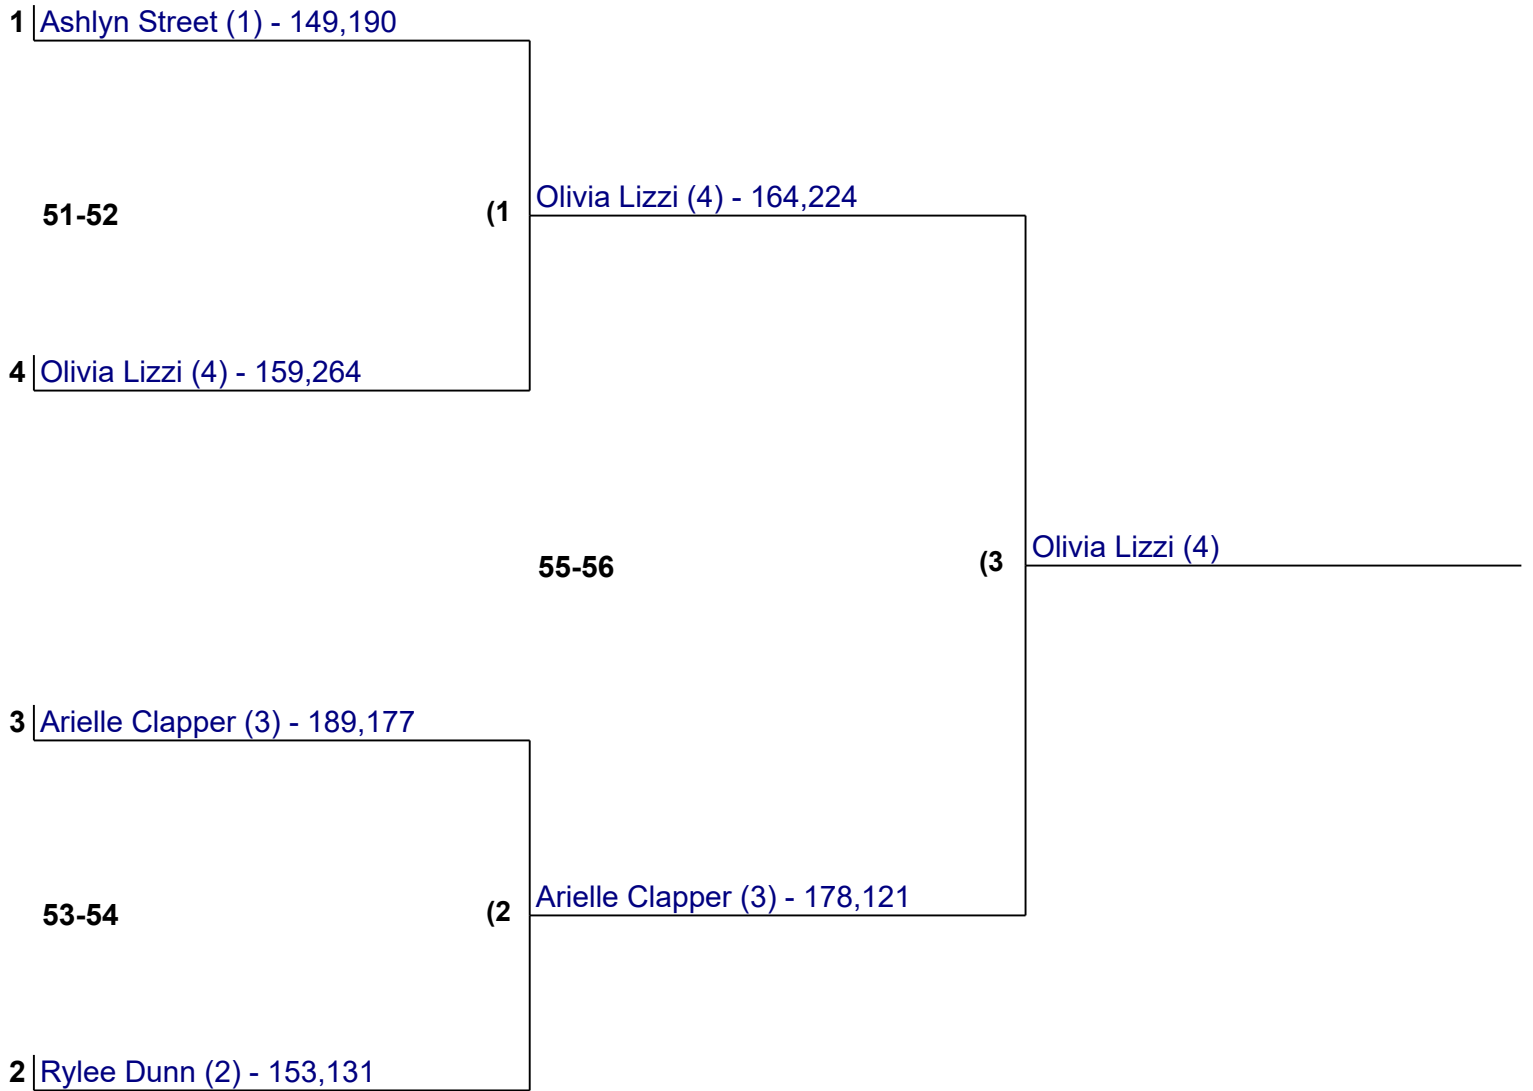 1 Ashlyn Street (1) - 149,190
51-52 (1 Olivia Lizzi (4) - 164,224
4 Olivia Lizzi (4) - 159,264
55-56 (3 Olivia Lizzi (4)
3 Arielle Clapper (3) - 189,177
53-54 (2 Arielle Clapper (3) - 178,121
2 Rylee Dunn (2) - 153,131